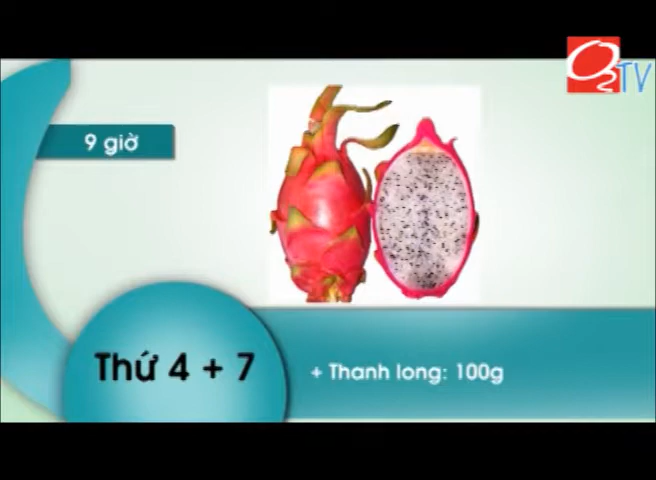 O2TV
9 giờ
Thứ 4 + 7
+ Thanh long: 100g